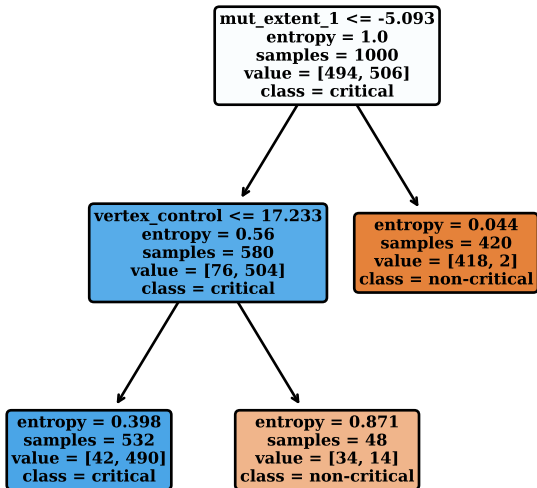 mut_extent_1 <= -5.093
entropy = 1.0
samples = 1000
value = [494, 506]
class = critical
vertex_control <= 17.233
entropy = 0.56
samples = 580
value = [76, 504]
class = critical
entropy = 0.044
samples = 420
value = [418, 2]
class = non-critical
entropy = 0.398
samples = 532
value = [42, 490]
class = critical
entropy = 0.871
samples = 48
value = [34, 14]
class = non-critical